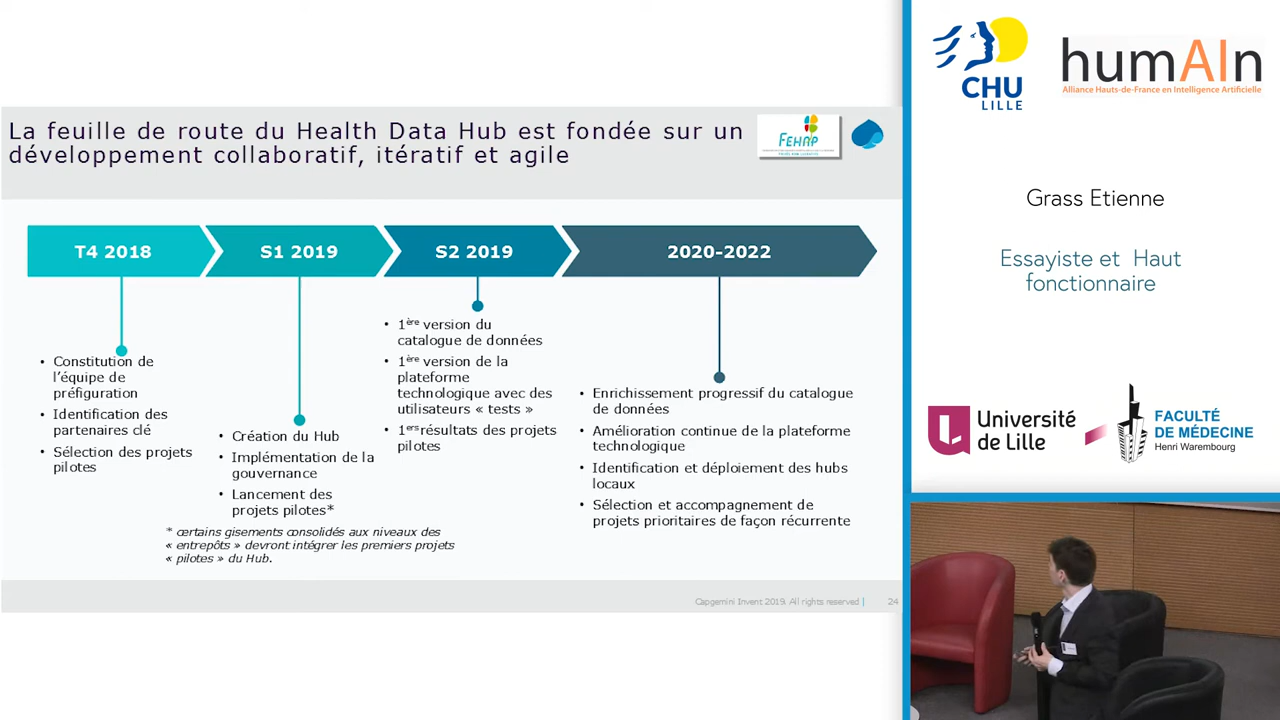 La feuille de route du Health Data Hub est fondée sur un
développement collaboratif, itératif et agile
FEHAP
T4 2018
S1 2019
S2 2019
2020-2022
• Constitution de
l'équipe de
préfiguration
• Identification des
partenaires clé
• Sélection des projets
pilotes
• Création du Hub
• Implémentation de la
gouvernance
• Lancement des
projets pilotes*
* certains gisements consolidés aux niveaux des
« entrepôts » devront intégrer les premiers projets
« pilotes » du Hub.
• 1ère version du
catalogue de données
• 1ère version de la
plateforme
technologique avec des
utilisateurs « tests »
• 1ers résultats des projets
pilotes
• Enrichissement progressif du catalogue
de données
• Amélioration continue de la plateforme
technologique
• Identification et déploiement des hubs
locaux
• Sélection et accompagnement de
projets prioritaires de façon récurrente
Capgemini Invent 2019. All rights reserved |
24
CHU
LILLE
humAIn
Alliance Hauts-de-France en Intelligence Artificielle
Grass Etienne
Essayiste et Haut
fonctionnaire
Université
de Lille
FACULTÉ
DE MÉDECINE
Henri Warembourg